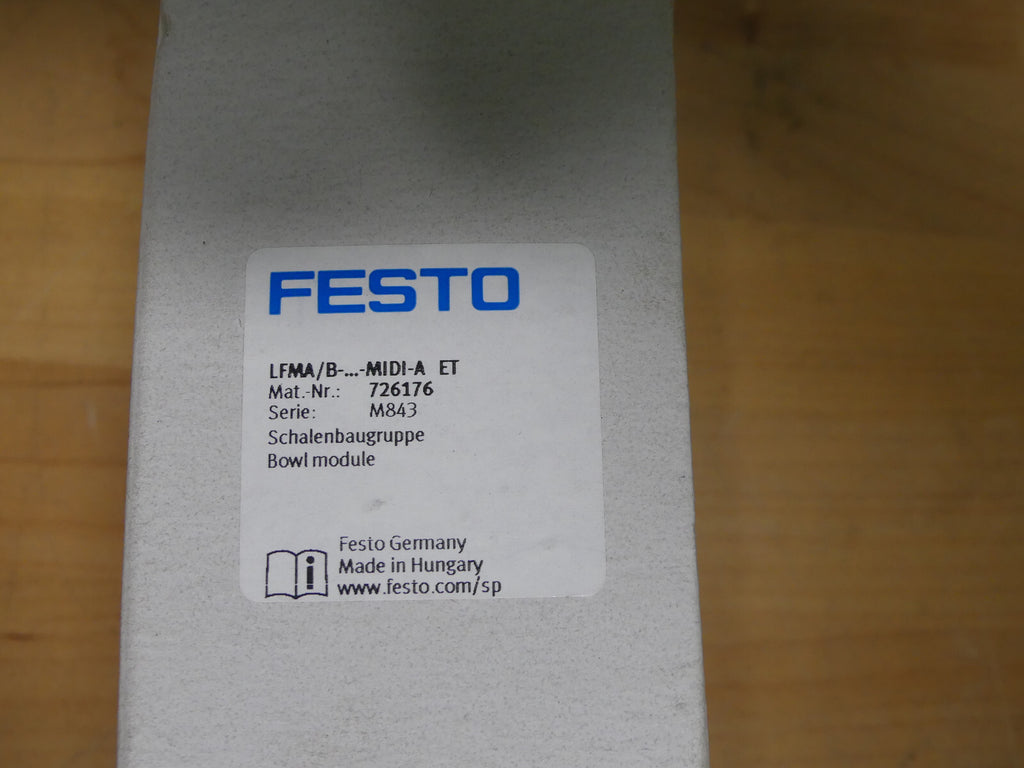 FESTO
LFMA/B-...-MIDI-A ET
Mat.-Nr.: 726176
Serie: M843
Schalenbaugruppe
Bowl module
Festo Germany
Made in Hungary
www.festo.com/sp